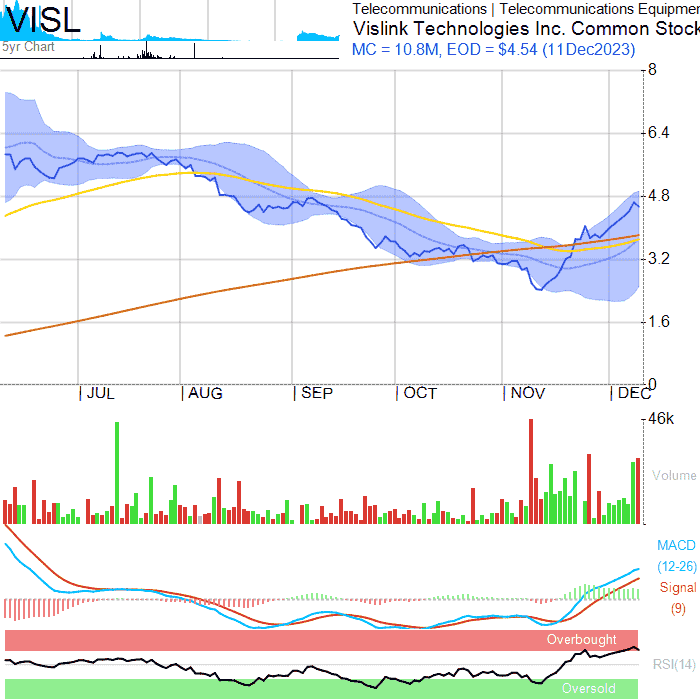 VISL
5yr Chart
Telecommunications | Telecommunications Equipmen
Vislink Technologies Inc. Common Stock
MC = 10.8M, EOD = $4.54 (11Dec2023)
8
6.4
4.8
3.2
1.6
0
JUL
AUG
SEP
OCT
NOV
DEC
46k
Volume
MACD
(12-26)
Signal
(9)
Overbought
RSI(14)
Oversold